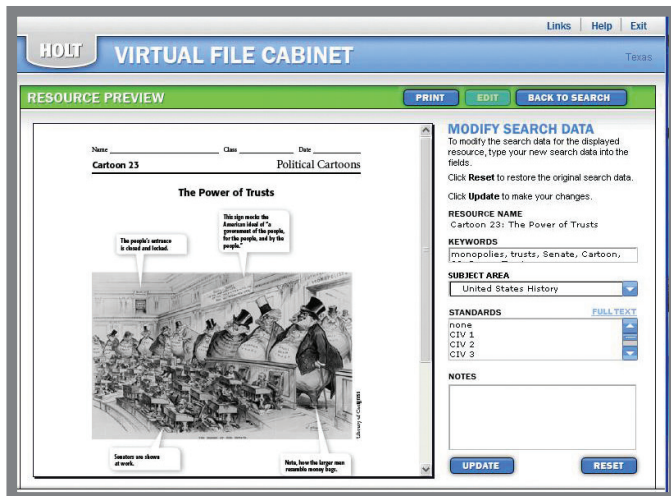 Links Help Exit
HOLT VIRTUAL FILE CABINET
Texas
RESOURCE PREVIEW
PRINT EDIT BACK TO SEARCH
Name Class Date
Cartoon 23 Political Cartoons
The Power of Trusts
The people's entrance
is closed and locked.
This sign mocks the
American ideal of "a
government of the people,
for the people, and by the
people."
Library of Congress
Senators are shown
at work.
Note, how the larger men
resemble money bags.
MODIFY SEARCH DATA
To modify the search data for the displayed
resource, type your new search data into the
fields.
Click Reset to restore the original search data.
Click Update to make your changes.
RESOURCE NAME
Cartoon 23: The Power of Trusts
KEYWORDS
monopolies, trusts, Senate, Cartoon,
SUBJECT AREA
United States History
STANDARDS FULL TEXT
none
CIV 1
CIV 2
CIV 3
NOTES
UPDATE RESET